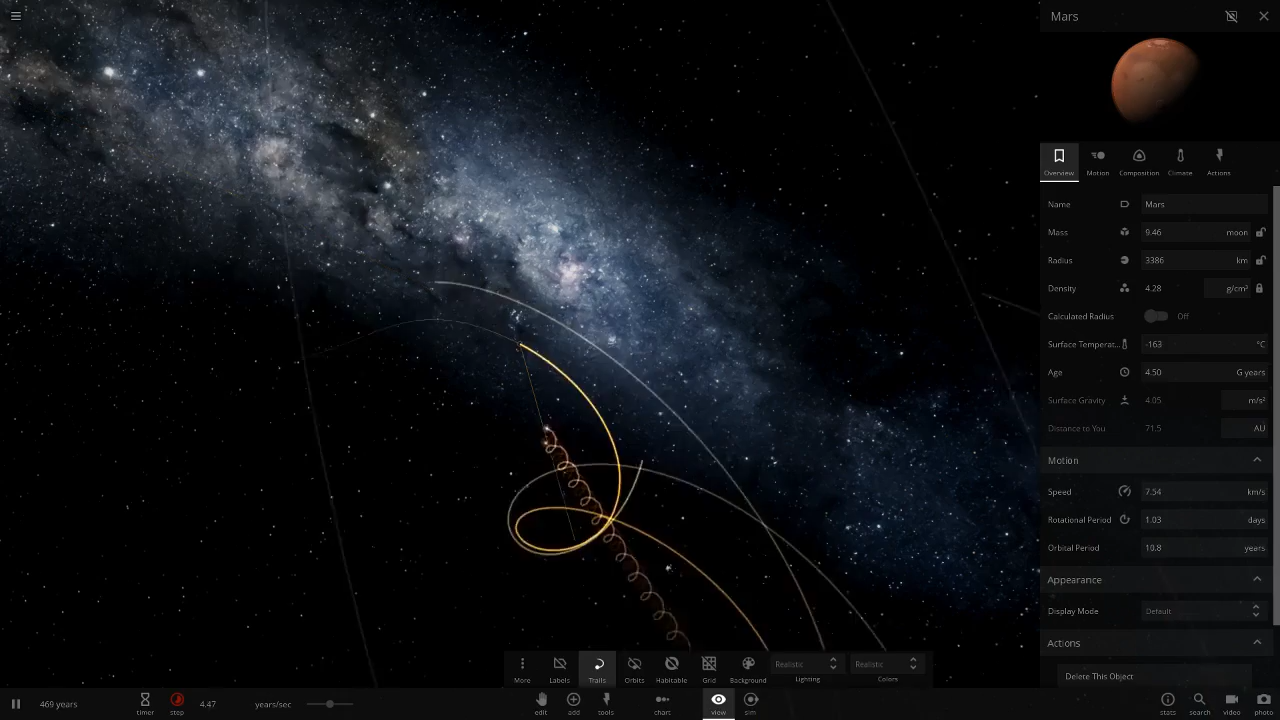 Mars
Overview
Motion
Composition
Climate
Actions
Name Mars
Mass 9.46 moon
Radius 3386 km
Density 4.28 g/cm³
Calculated Radius Off
Surface Temperat... -163 °C
Age 4.50 G years
Surface Gravity 4.05 m/s²
Distance to You 71.5 AU
Motion
Speed 7.54 km/s
Rotational Period 1.03 days
Orbital Period 10.8 years
Appearance
Display Mode Default
Actions
Delete This Object
Realistic Realistic
More Labels Trails Orbits Habitable Grid Background Lighting Colors
469 years timer step 4.47 years/sec edit add tools chart view sim stats search video photo